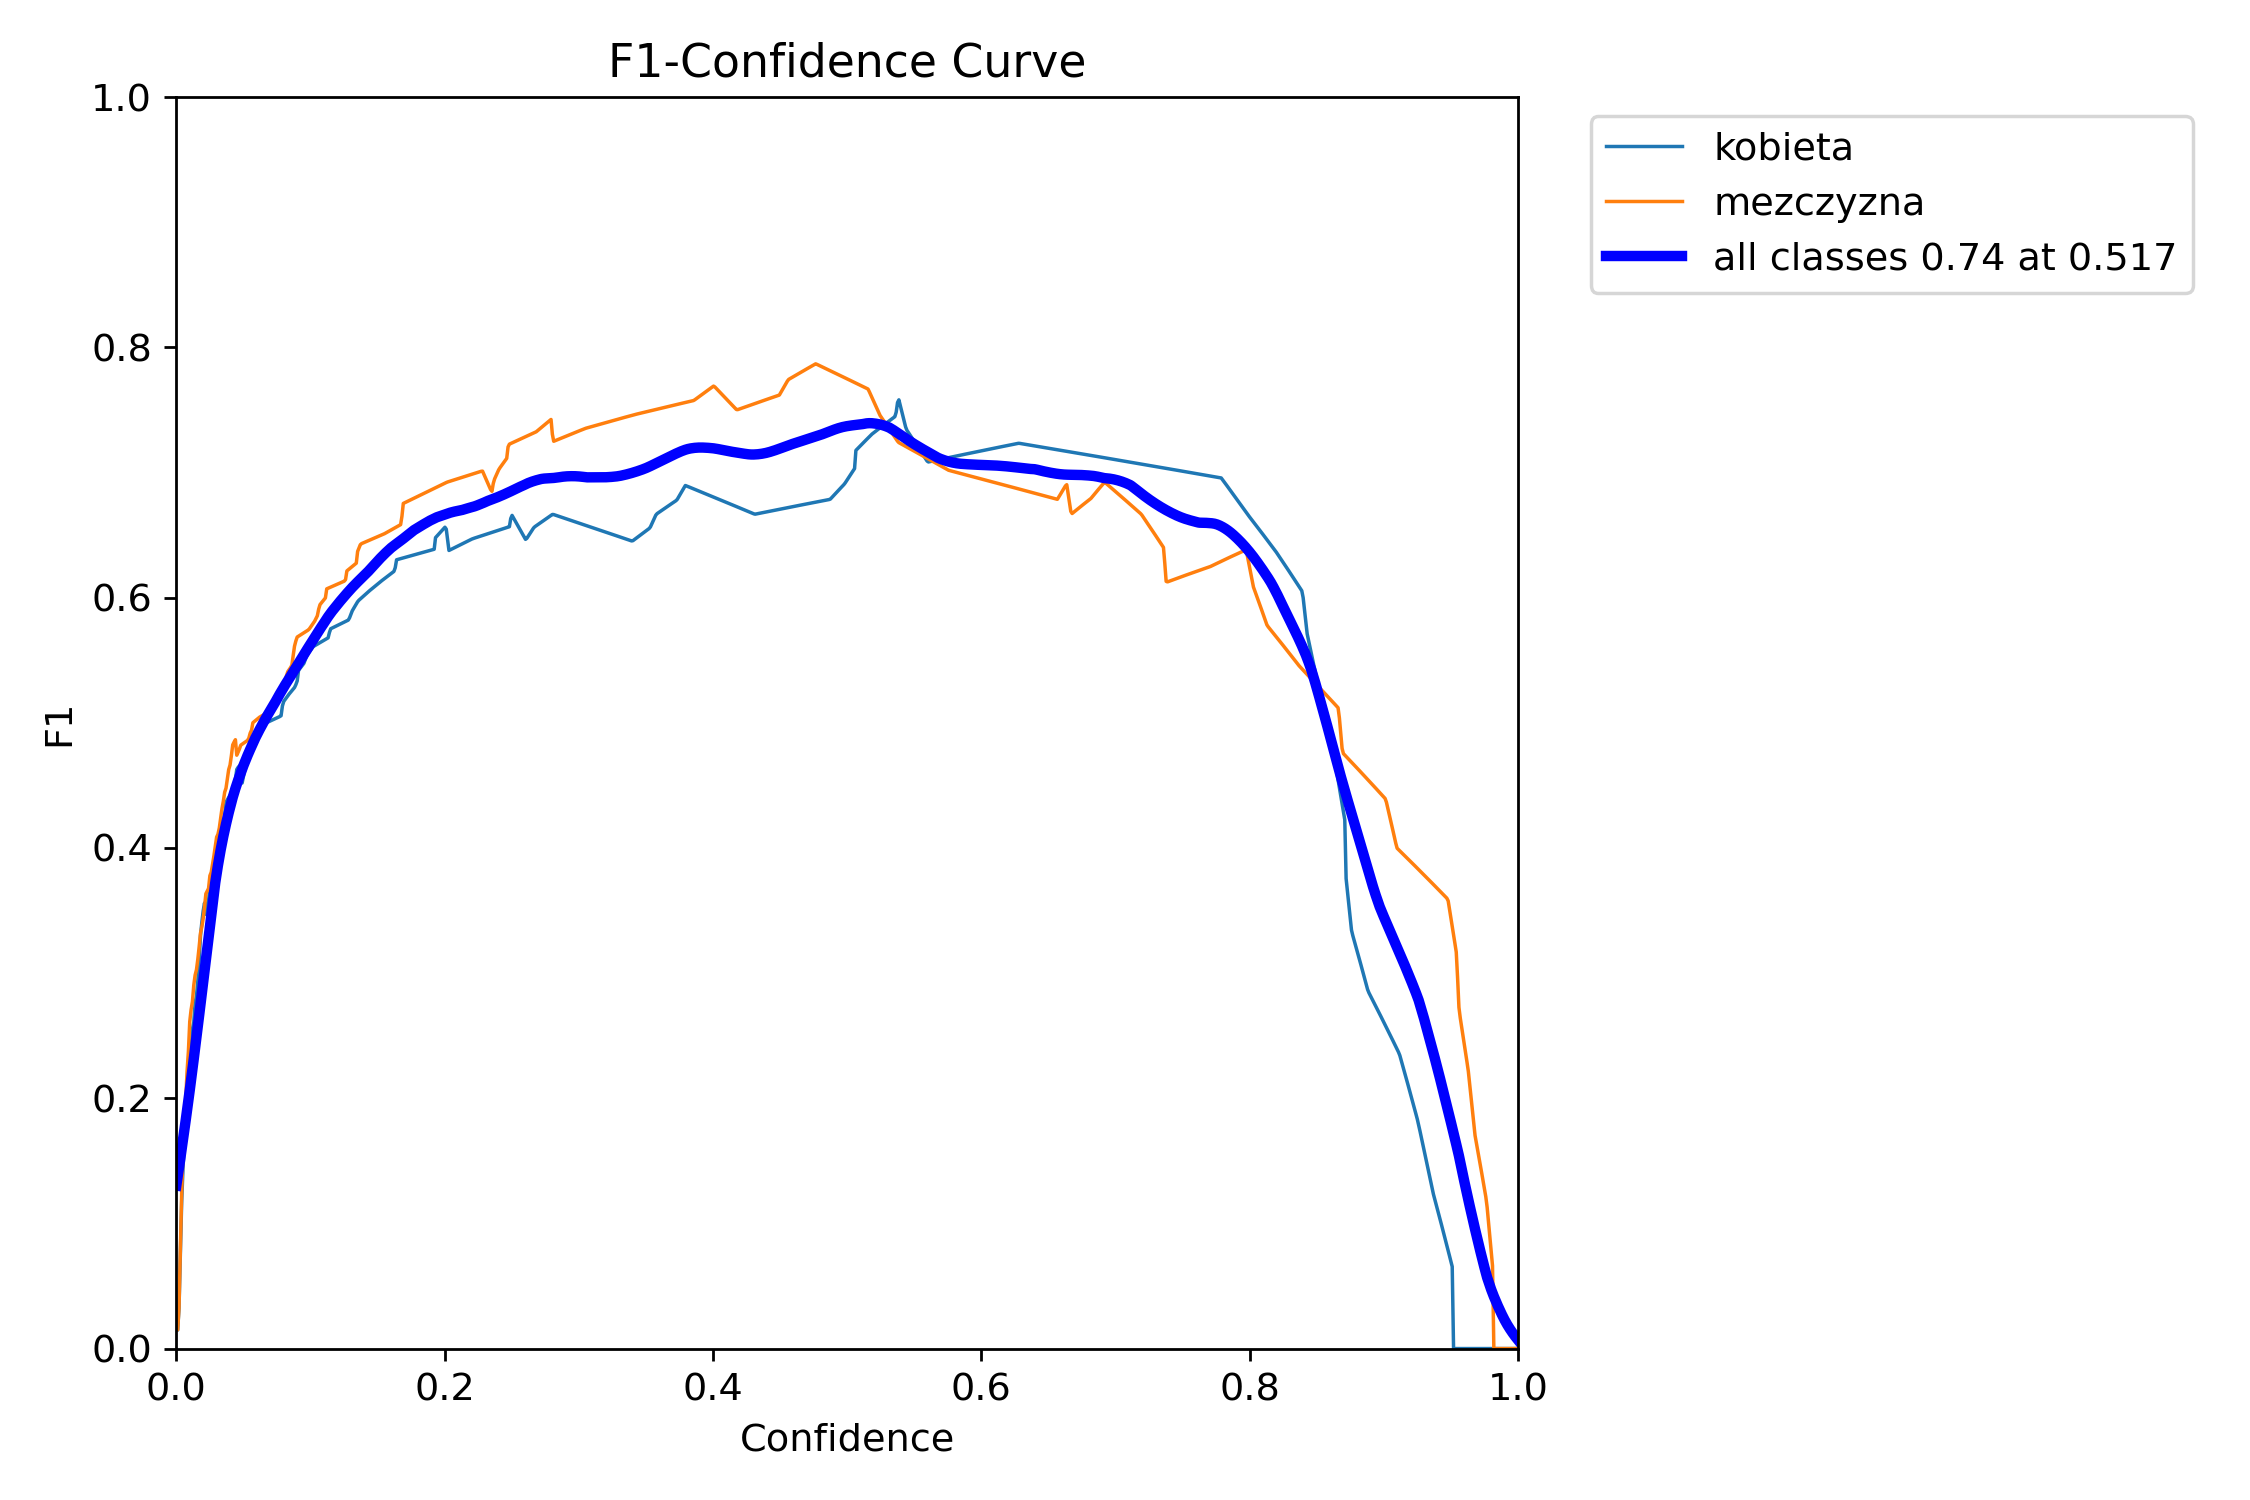 F1-Confidence Curve
1.0
0.8
0.6
0.4
0.2
0.0
F1
0.0 0.2 0.4 0.6 0.8 1.0
Confidence
kobieta
mezczyzna
all classes 0.74 at 0.517